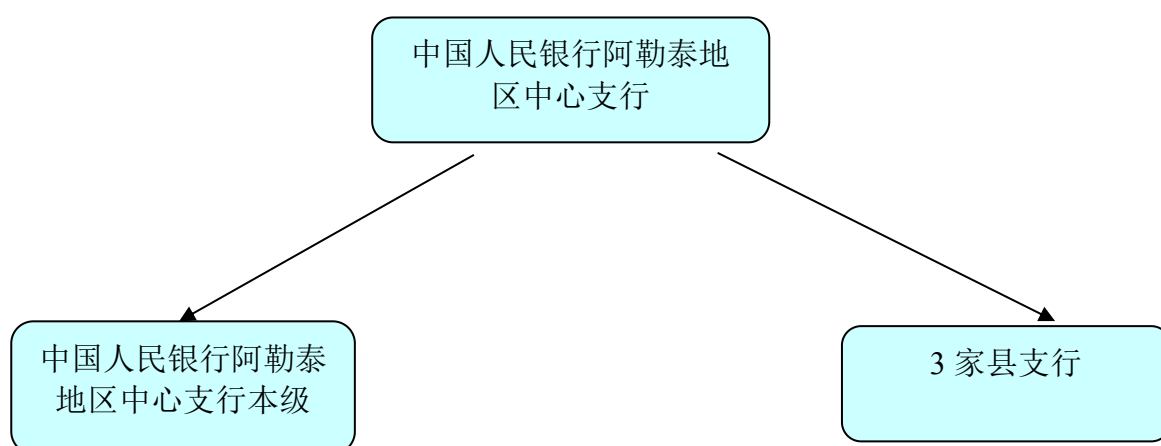 中国人民银行阿勒泰地
区中心支行
中国人民银行阿勒泰
地区中心支行本级
3 家县支行